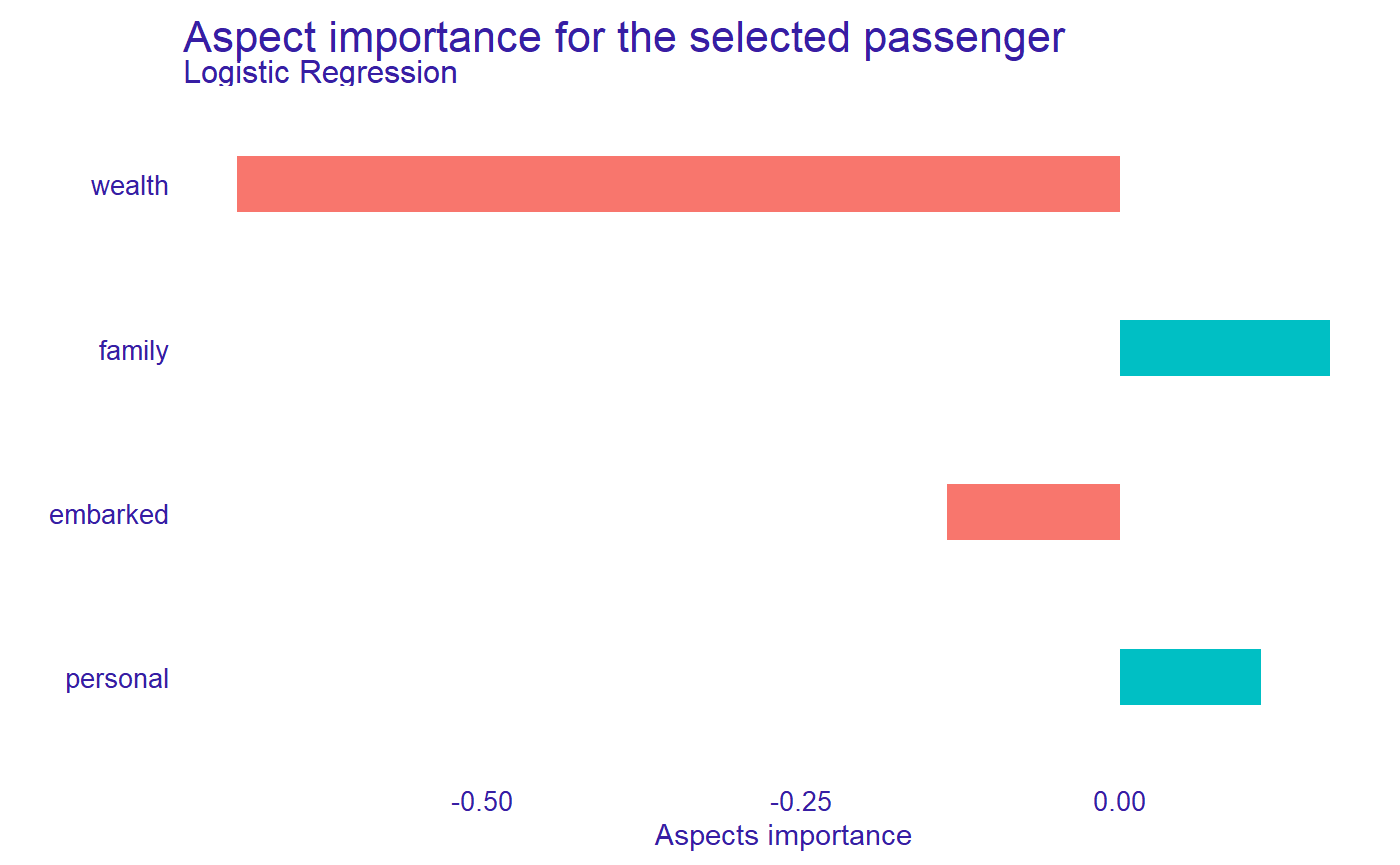 Aspect importance for the selected passenger
Logistic Regression
wealth
family
embarked
personal
-0.50 -0.25 0.00
Aspects importance